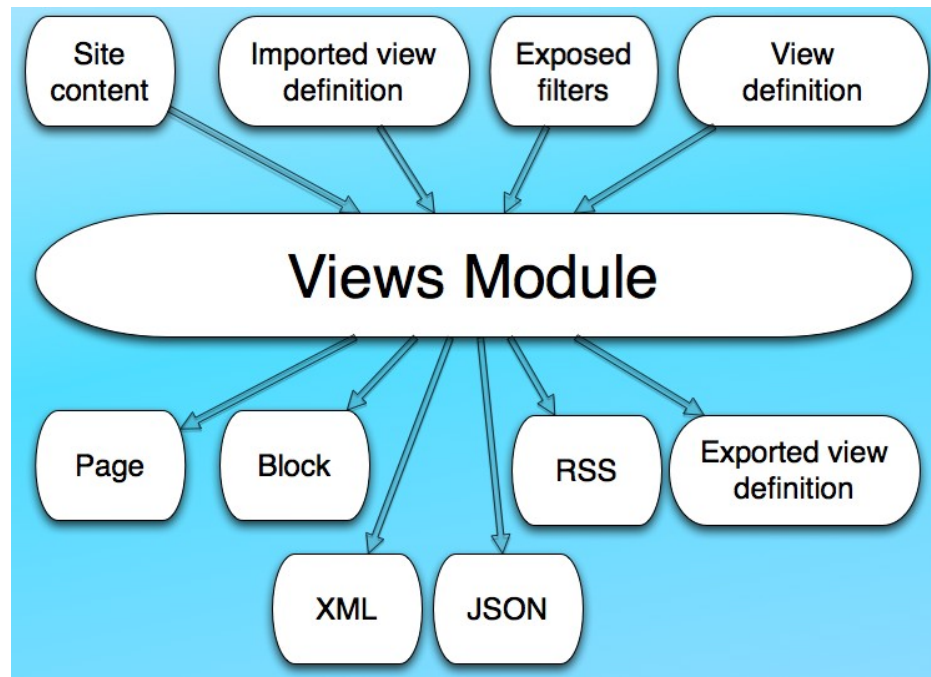 Site
content
Imported view
definition
Exposed
filters
View
definition
Views Module
Page
Block
RSS
Exported view
definition
XML
JSON